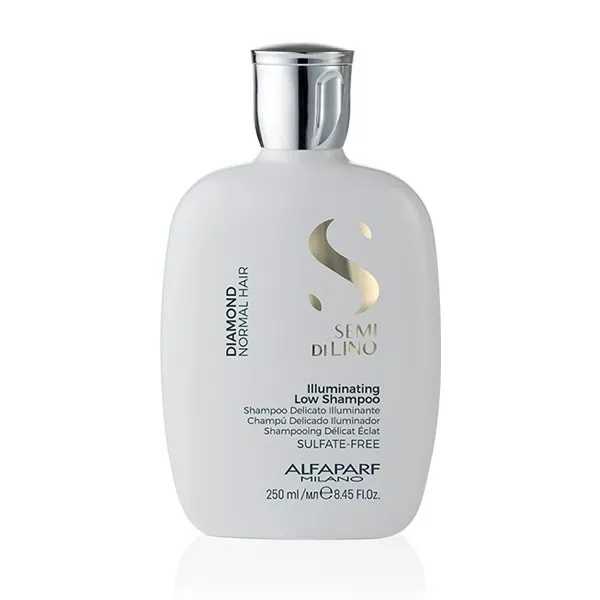 DIAMOND
NORMAL HAIR
S
SEMI
DI LINO
Illuminating
Low Shampoo
Shampoo Delicato Illuminante
Champú Delicado Iluminador
Shampooing Délicat Éclat
SULFATE-FREE
ALFAPARF
MILANO
250 ml /мл℮8.45 Fl.Oz.